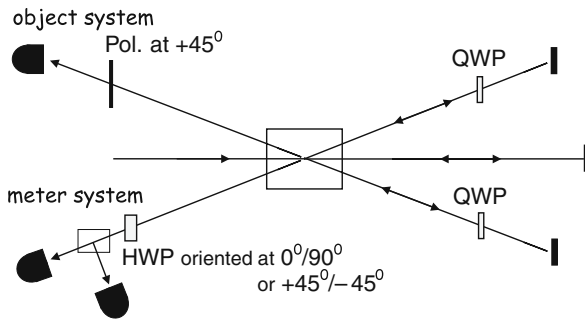 object system
Pol. at +45⁰
QWP
meter system
QWP
HWP oriented at 0⁰/90⁰
or +45⁰/–45⁰